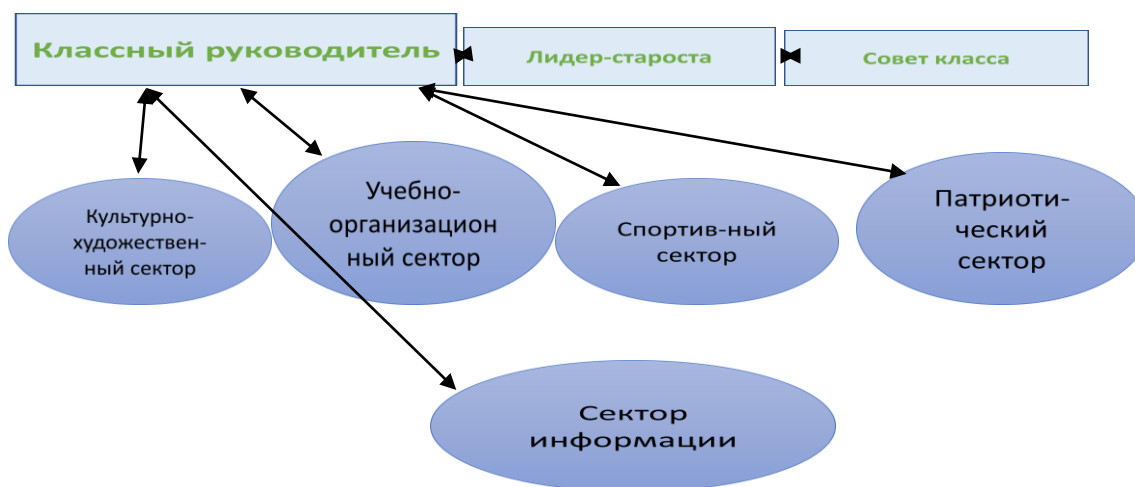 Классный руководитель
Лидер-староста
Совет класса
Культурно-
художествен-
ный сектор
Учебно-
организацион
ный сектор
Спортив-ный
сектор
Патриоти-
ческий
сектор
Сектор
информации